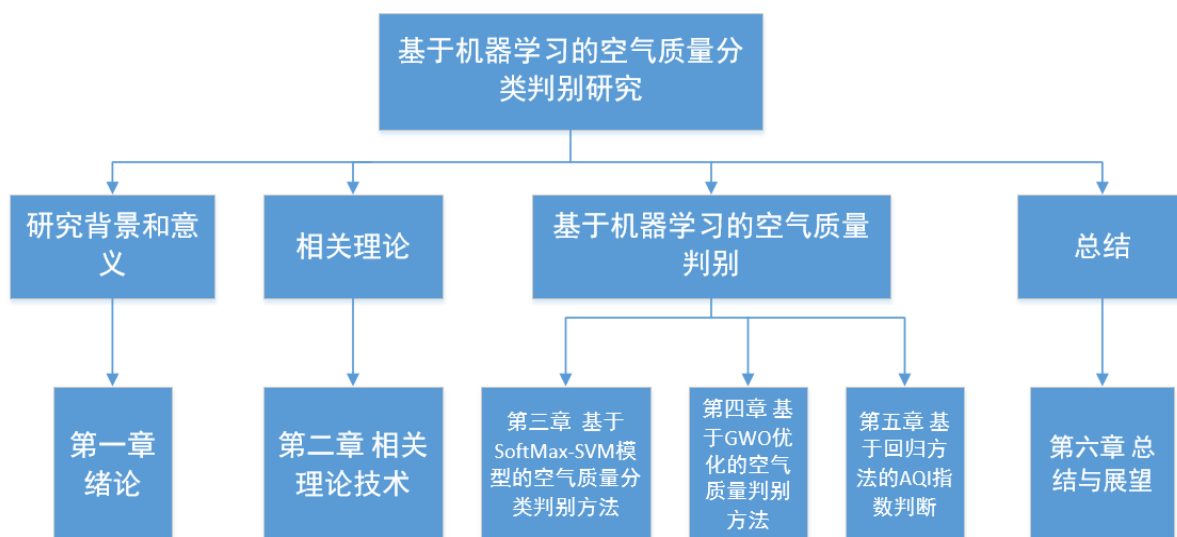 基于机器学习的空气质量分
类判别研究
研究背景和意
义
相关理论
基于机器学习的空气质量
判别
总结
第一章
绪论
第二章 相关
理论技术
第三章 基于
SoftMax-SVM模
型的空气质量分
类判别方法
第四章 基
于GWO优
化的空气
质量判别
方法
第五章 基
于回归方
法的AQI指
数判断
第六章 总
结与展望